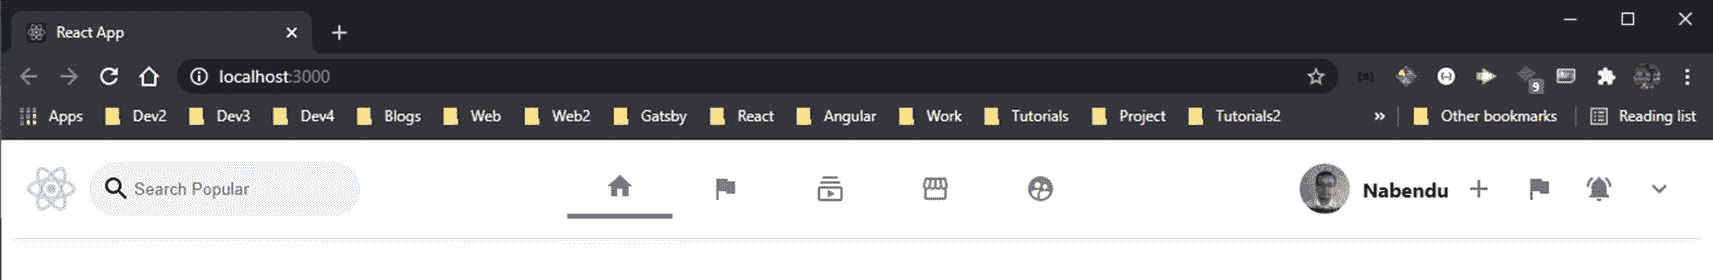 React App
localhost:3000
9
Apps Dev2 Dev3 Dev4 Blogs Web Web2 Gatsby React Angular Work Tutorials Project Tutorials2 » Other bookmarks Reading list
Search Popular Nabendu